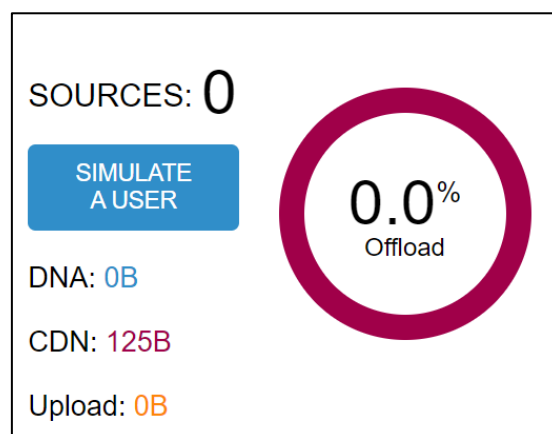 SOURCES: 0
SIMULATE
A USER
DNA: 0B
CDN: 125B
Upload: 0B
0.0%
Offload